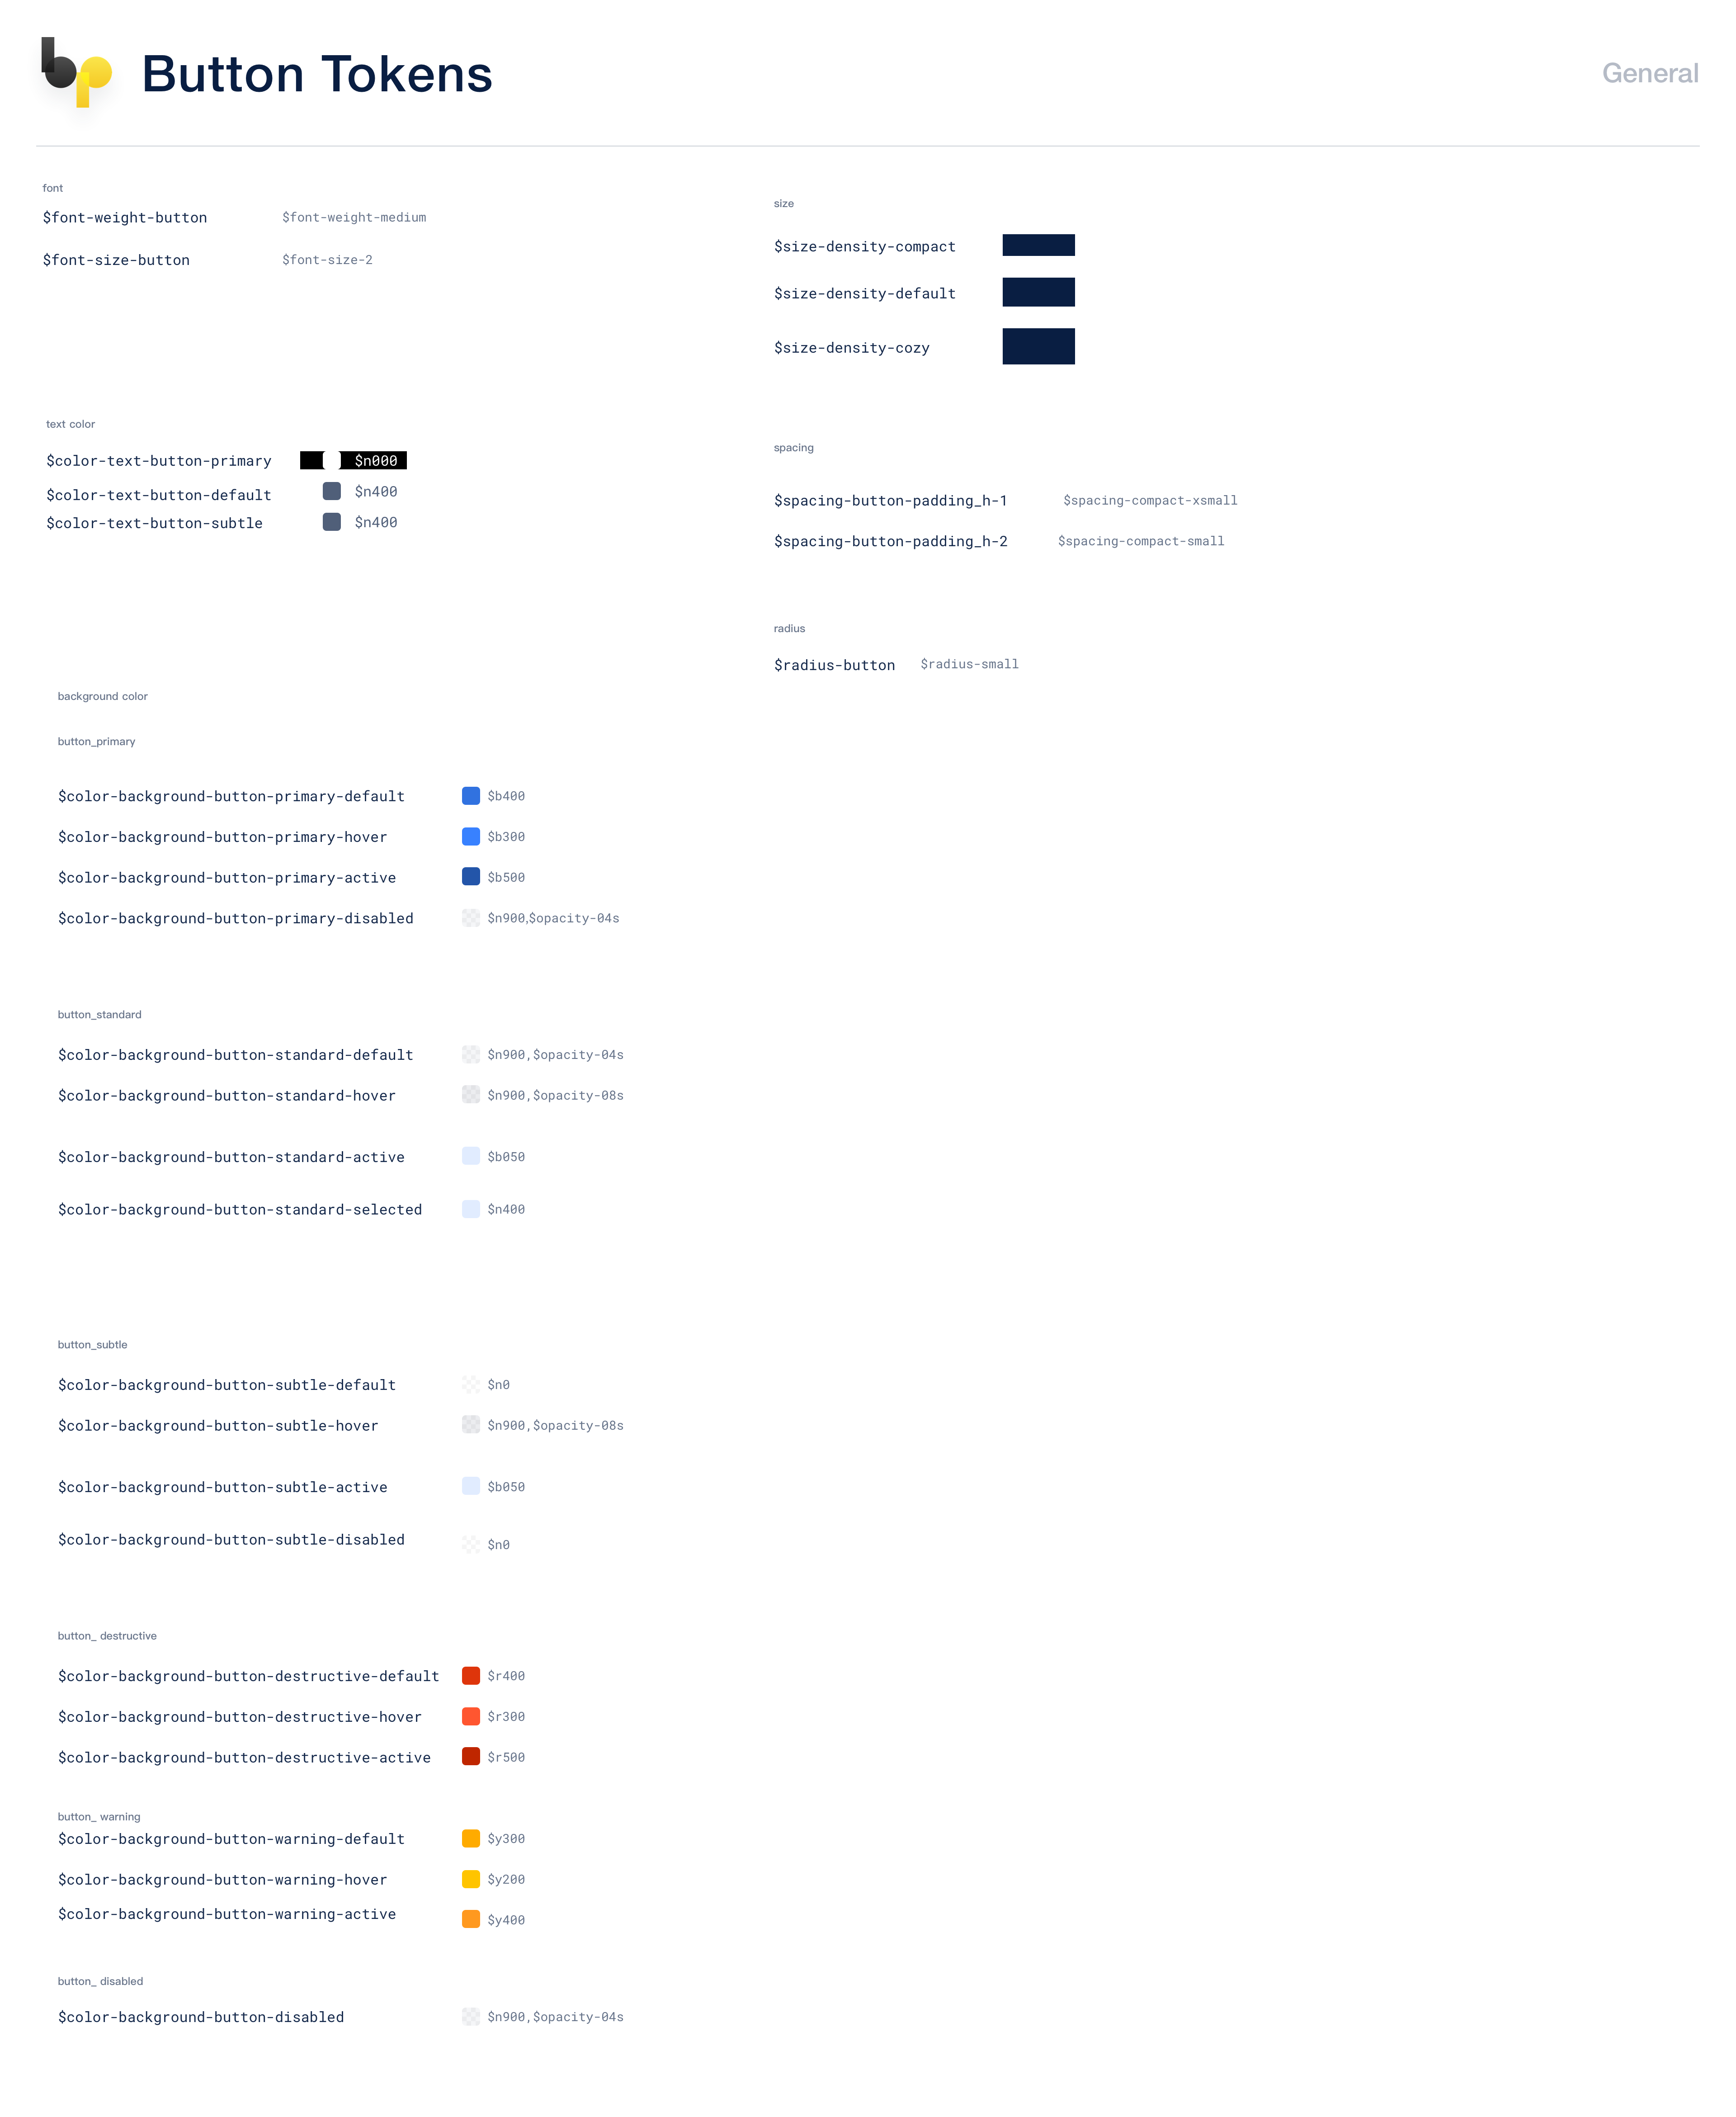 bp
Button Tokens
General
font
$font-weight-button $font-weight-medium
$font-size-button $font-size-2
size
$size-density-compact
$size-density-default
$size-density-cozy
text color
$color-text-button-primary $n000
$color-text-button-default $n400
$color-text-button-subtle $n400
spacing
$spacing-button-padding_h-1 $spacing-compact-xsmall
$spacing-button-padding_h-2 $spacing-compact-small
radius
$radius-button $radius-small
background color
button_primary
$color-background-button-primary-default $b400
$color-background-button-primary-hover $b300
$color-background-button-primary-active $b500
$color-background-button-primary-disabled $n900,$opacity-04s
button_standard
$color-background-button-standard-default $n900,$opacity-04s
$color-background-button-standard-hover $n900,$opacity-08s
$color-background-button-standard-active $b050
$color-background-button-standard-selected $n400
button_subtle
$color-background-button-subtle-default $n0
$color-background-button-subtle-hover $n900,$opacity-08s
$color-background-button-subtle-active $b050
$color-background-button-subtle-disabled $n0
button_ destructive
$color-background-button-destructive-default $r400
$color-background-button-destructive-hover $r300
$color-background-button-destructive-active $r500
button_ warning
$color-background-button-warning-default $y300
$color-background-button-warning-hover $y200
$color-background-button-warning-active $y400
button_ disabled
$color-background-button-disabled $n900,$opacity-04s